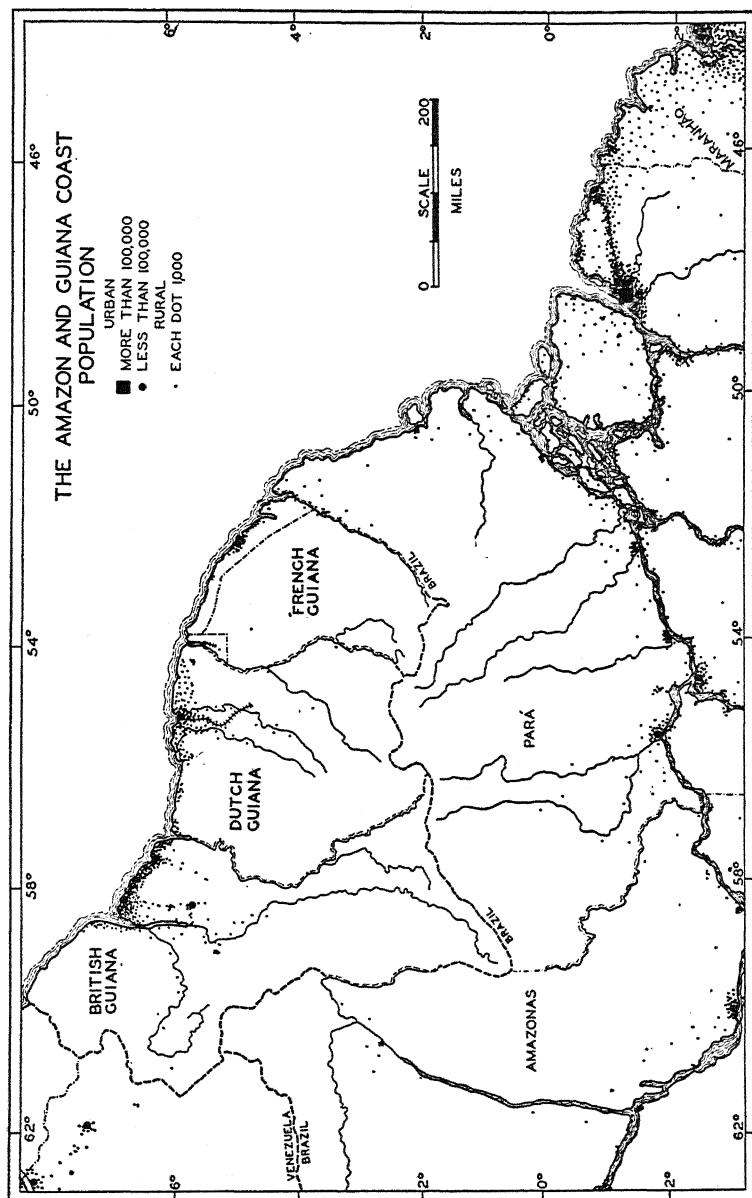 THE AMAZON AND GUIANA COAST
POPULATION
URBAN
■ MORE THAN 100,000
● LESS THAN 100,000
RURAL
. EACH DOT 1,000
SCALE
0 200
MILES
62° 58° 54° 50° 46°
6° 4° 2° 0° 2°
BRITISH
GUIANA
DUTCH
GUIANA
FRENCH
GUIANA
VENEZUELA
BRAZIL
BRAZIL
BRAZIL
AMAZONAS
PARÁ
MARANHÃO
62° 58° 54° 50°
6° 2° 0° 2°